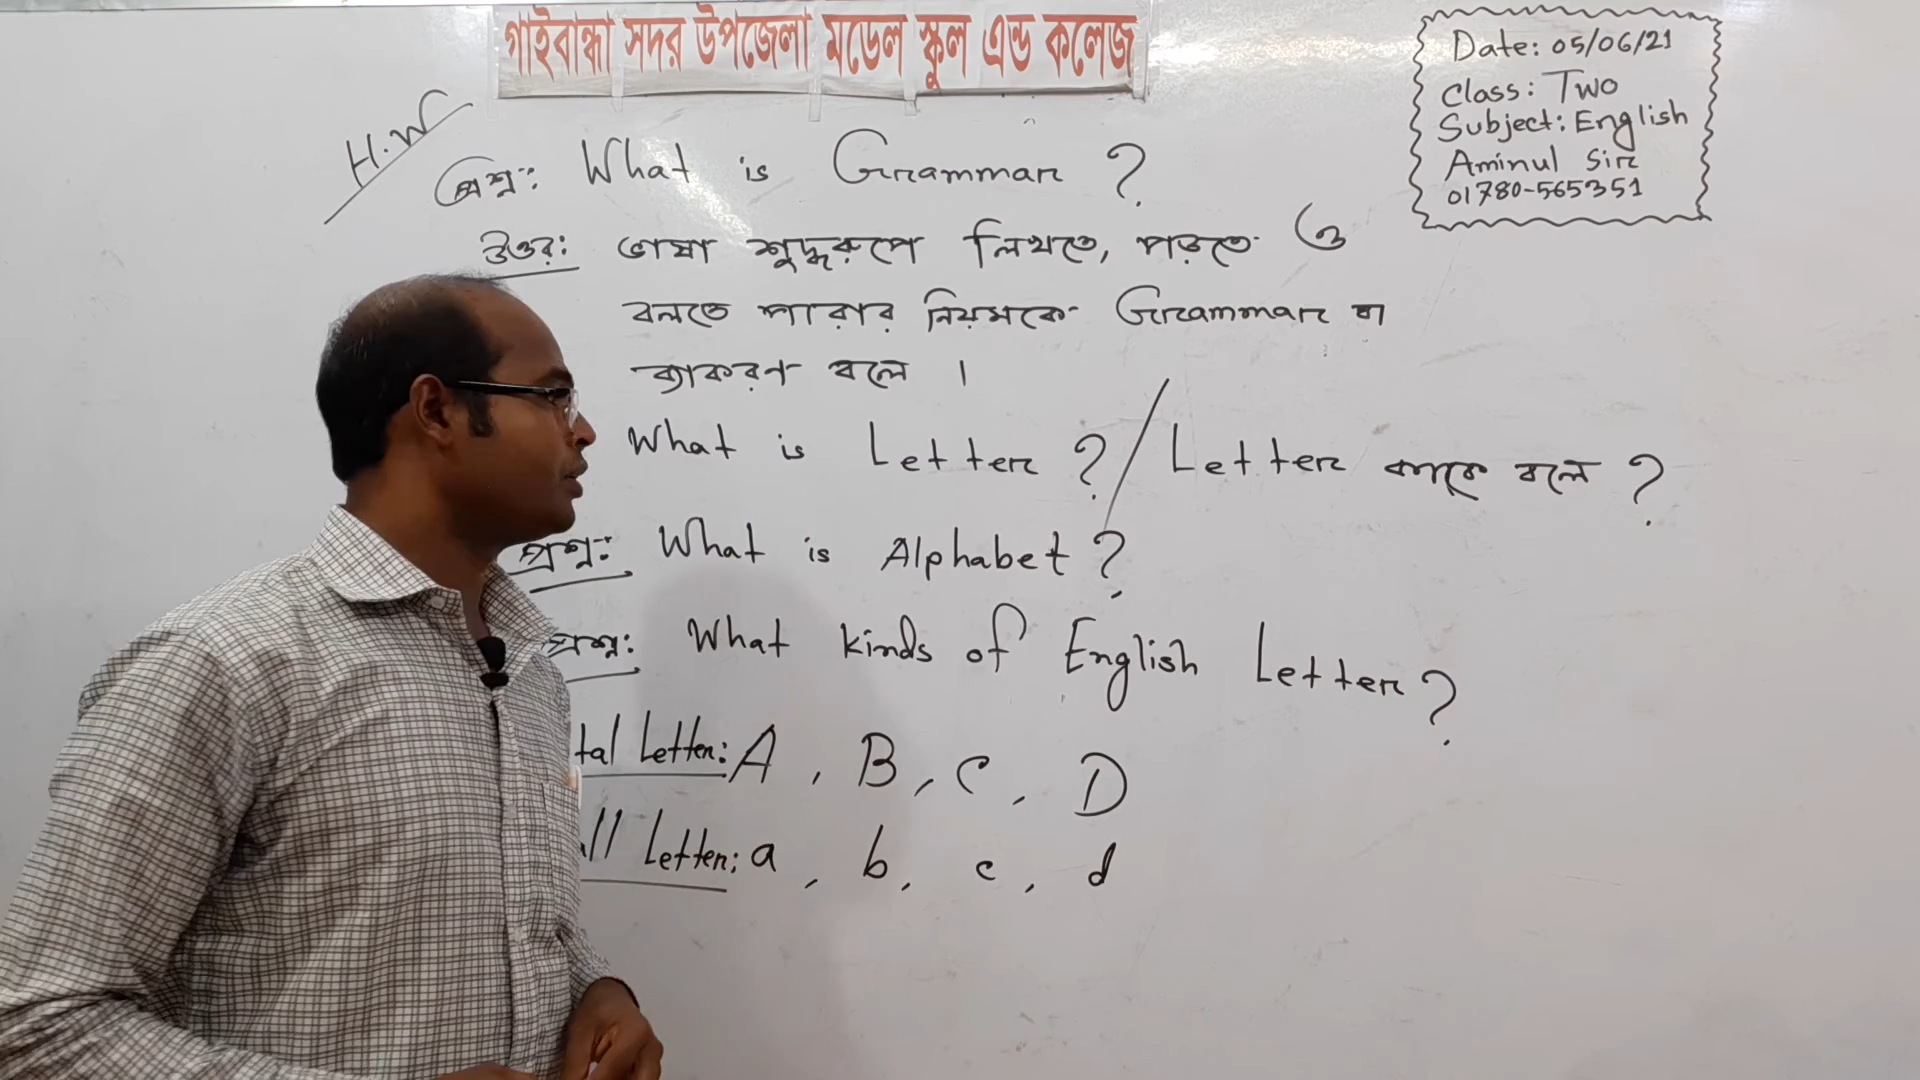 গাইবান্ধা সদর উপজেলা মডেল স্কুল এন্ড কলেজ
Date: 05/06/21
Class: Two
Subject: English
Aminul Sir
01780-565351
H.W
প্রশ্ন: What is Grammar ?
উত্তর: ভাষা শুদ্ধরুপে লিখতে, পড়তে ও
বলতে পারার নিয়মকে Grammar বা
ব্যাকরণ বলে ।
What is Letter ? / Letter কাকে বলে ?
প্রশ্ন: What is Alphabet ?
প্রশ্ন: What kinds of English Letter ?
tal Letter: A , B , C , D
ll Letter: a , b , c , d